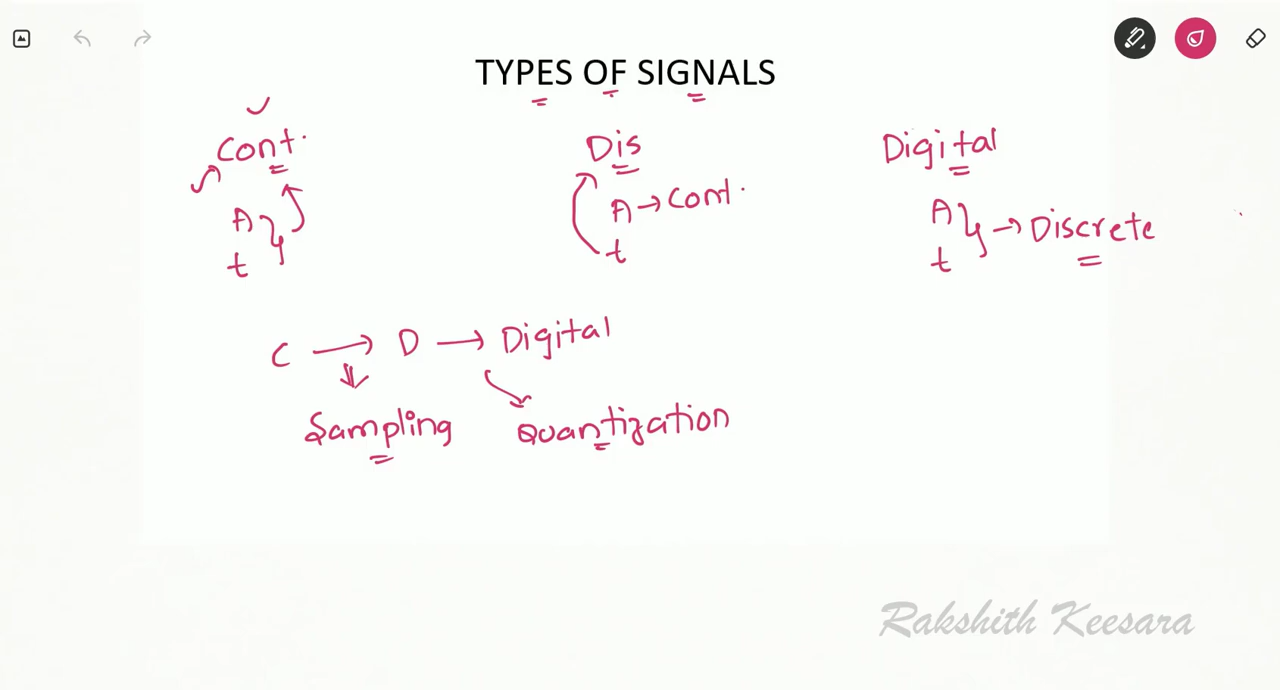 TYPES OF SIGNALS
Cont. Dis Digital
A A → Cont. A
t t t → Discrete
C → D → Digital
Sampling Quantization
Rakshith Keesara